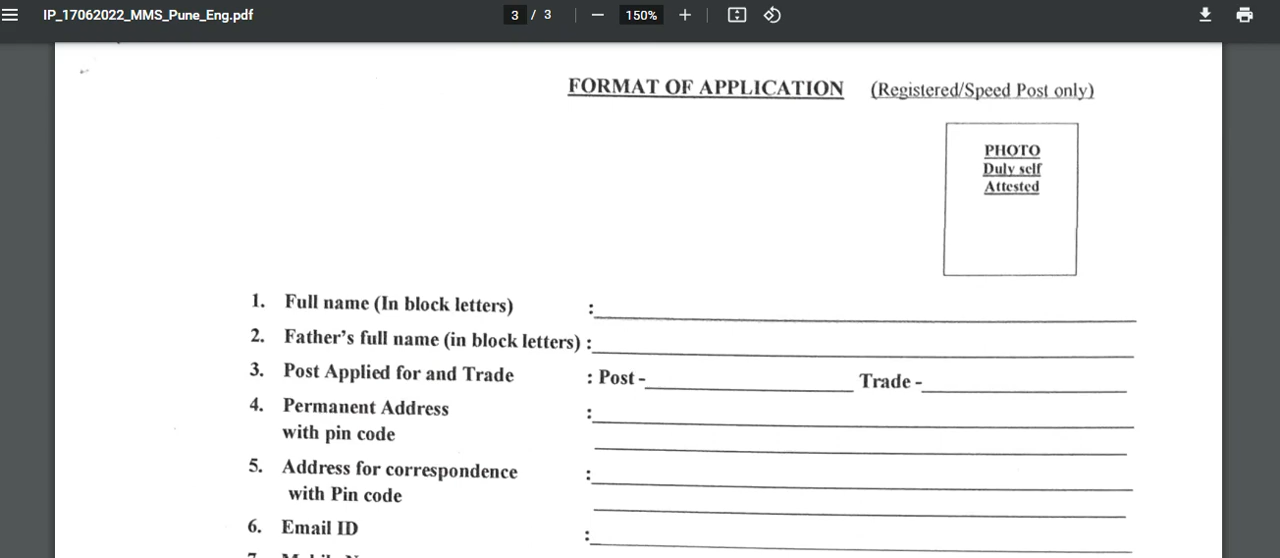 IP_17062022_MMS_Pune_Eng.pdf
3 / 3
150%
FORMAT OF APPLICATION (Registered/Speed Post only)
PHOTO
Duly self
Attested
1. Full name (In block letters) :
2. Father's full name (in block letters) :
3. Post Applied for and Trade : Post - Trade -
4. Permanent Address :
with pin code
5. Address for correspondence :
with Pin code
6. Email ID :